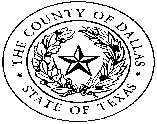 THE COUNTY OF DALLAS
STATE OF TEXAS